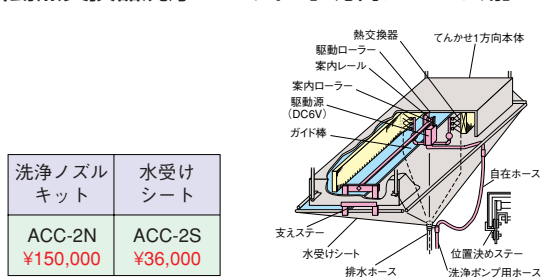 熱交換器
てんかせ1方向本体
駆動ローラー
案内レール
案内ローラー
駆動源
(DC6V)
ガイド棒
洗浄ノズル
キット
水受け
シート
ACC-2N
¥150,000
ACC-2S
¥36,000
自在ホース
支えステー
水受けシート
位置決めステー
排水ホース
洗浄ポンプ用ホース